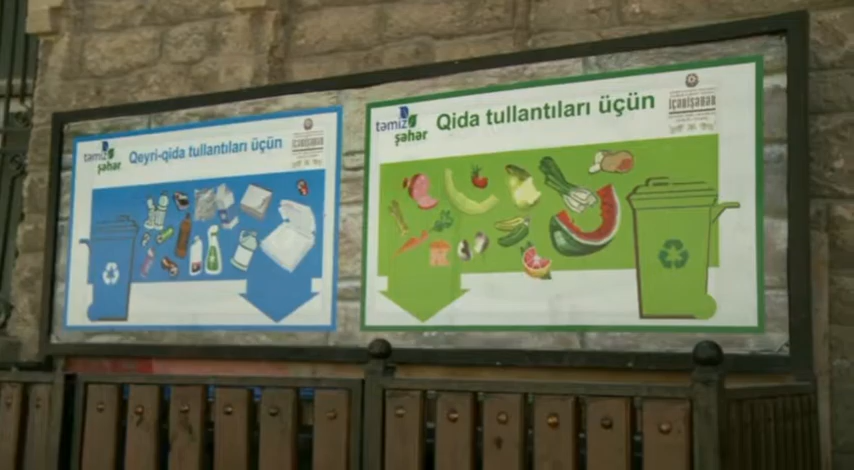 təmiz
şəhər
Qeyri-qida tullantıları üçün
İÇƏRİŞƏHƏR
təmiz
şəhər
Qida tullantıları üçün
İÇƏRİŞƏHƏR